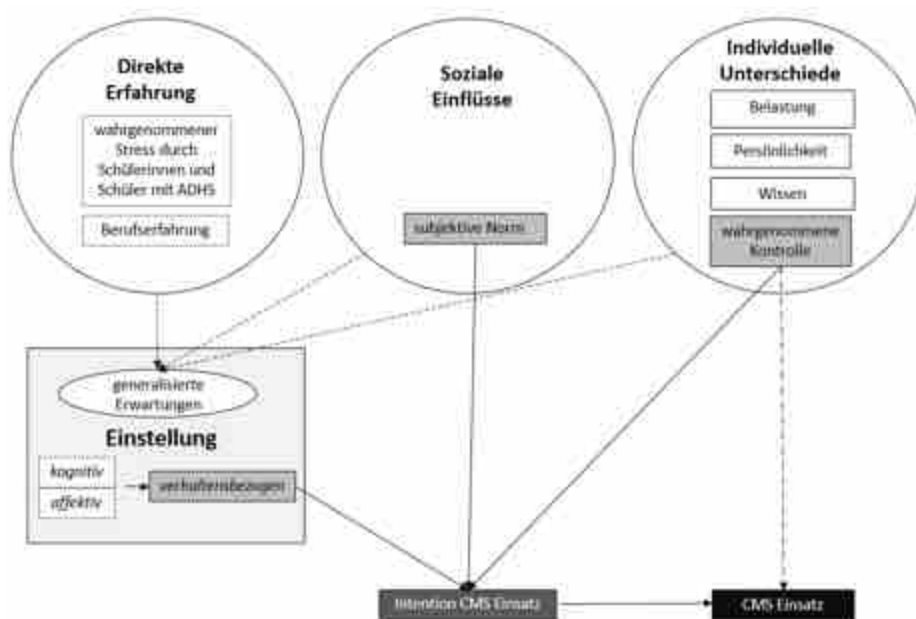 Direkte
Erfahrung
wahrgenommener
Stress durch
Schülerinnen und
Schüler mit ADHS
Berufserfahrung
Soziale
Einflüsse
subjektive Norm
Individuelle
Unterschiede
Belastung
Persönlichkeit
Wissen
wahrgenommene
Kontrolle
generalisierte
Erwartungen
Einstellung
kognitiv
affektiv
verhaltensbezogen
Intention CMS Einsatz
CMS Einsatz